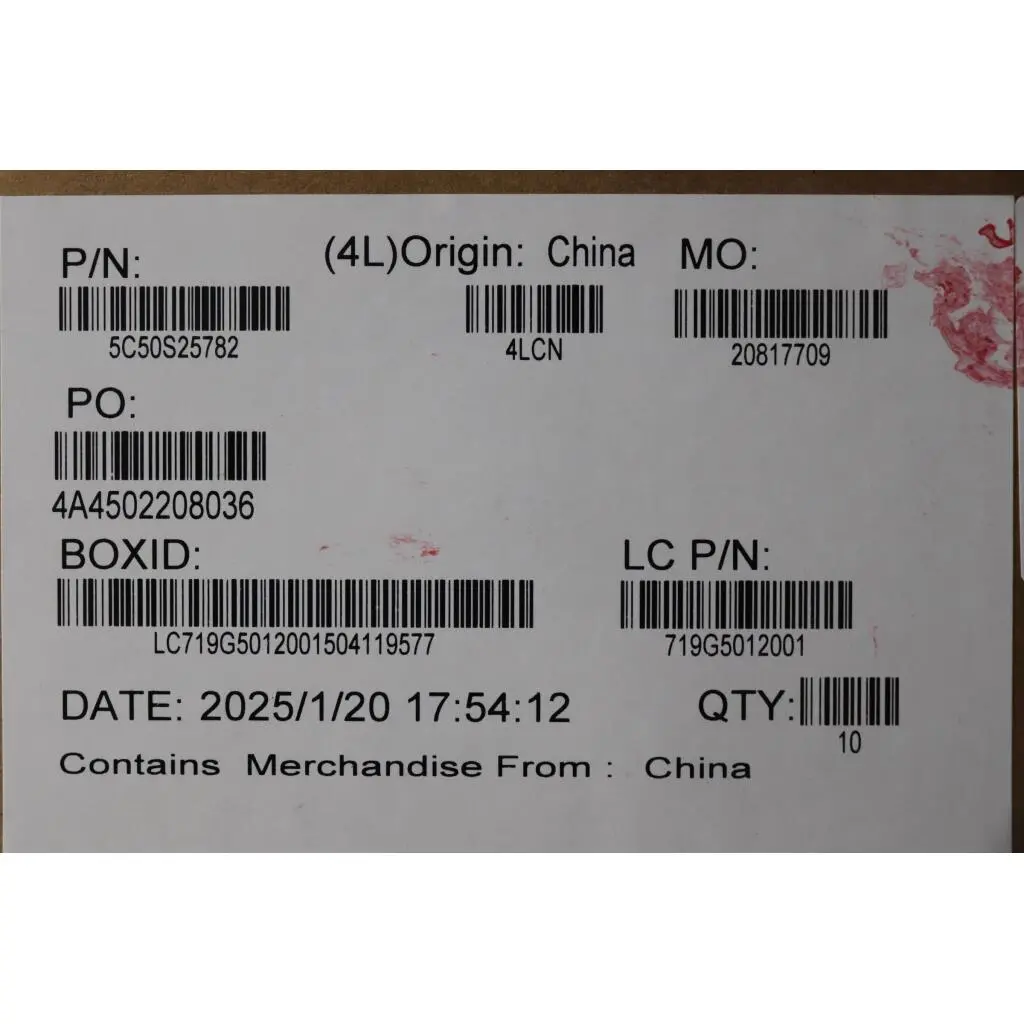 P/N: (4L)Origin: China MO:
5C50S25782 4LCN 20817709
PO:
4A4502208036
BOXID: LC P/N:
LC719G5012001504119577 719G5012001
DATE: 2025/1/20 17:54:12 QTY:
10
Contains Merchandise From : China